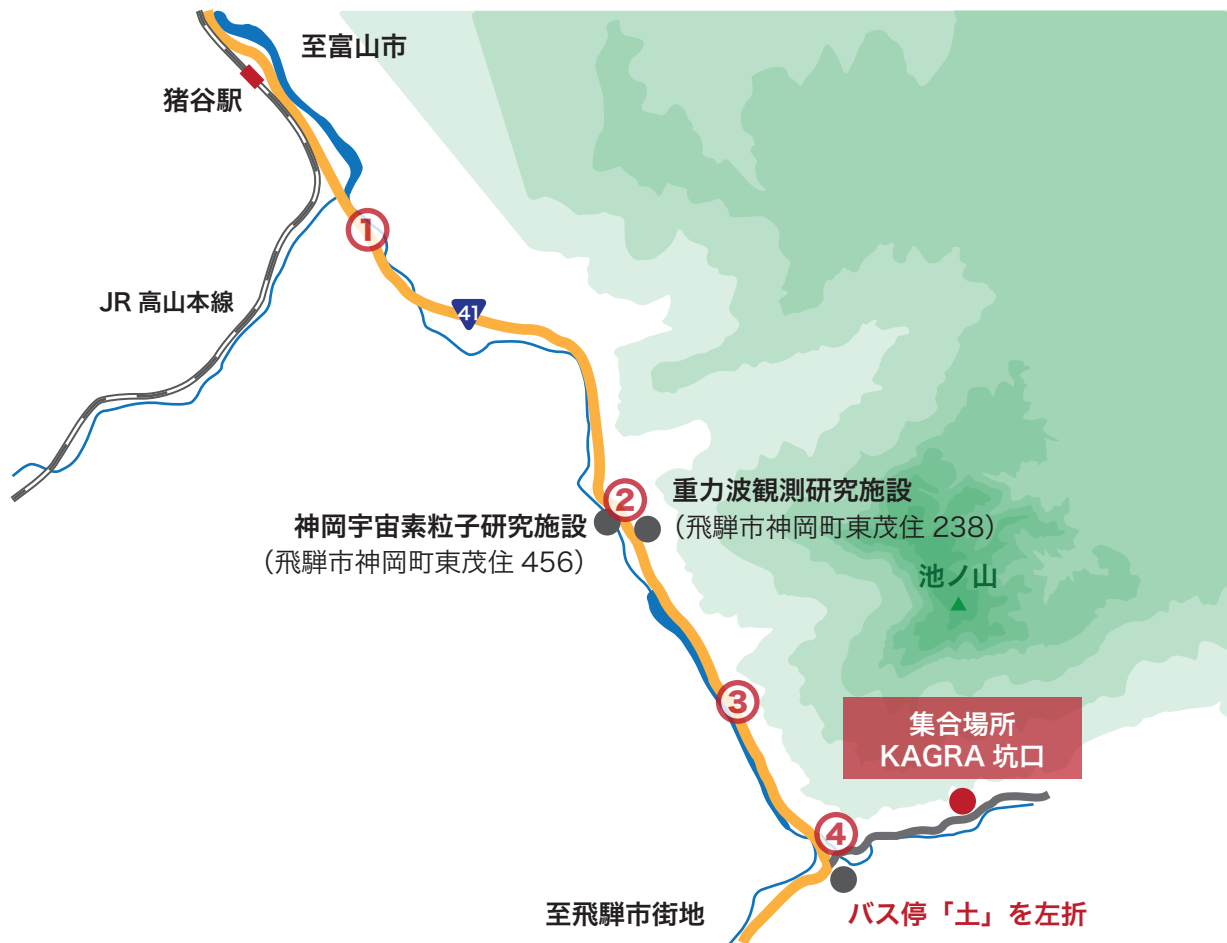 至富山市
猪谷駅
1
JR 高山本線
41
2
重力波観測研究施設
（飛騨市神岡町東茂住 238）
神岡宇宙素粒子研究施設
（飛騨市神岡町東茂住 456）
池ノ山
3
集合場所
KAGRA 坑口
4
至飛騨市街地
バス停「土」を左折